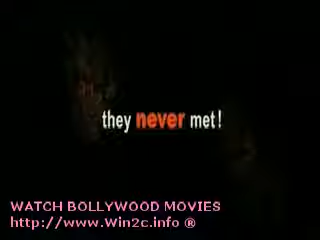 they never met!
WATCH BOLLYWOOD MOVIES
http://www.Win2c.info ®